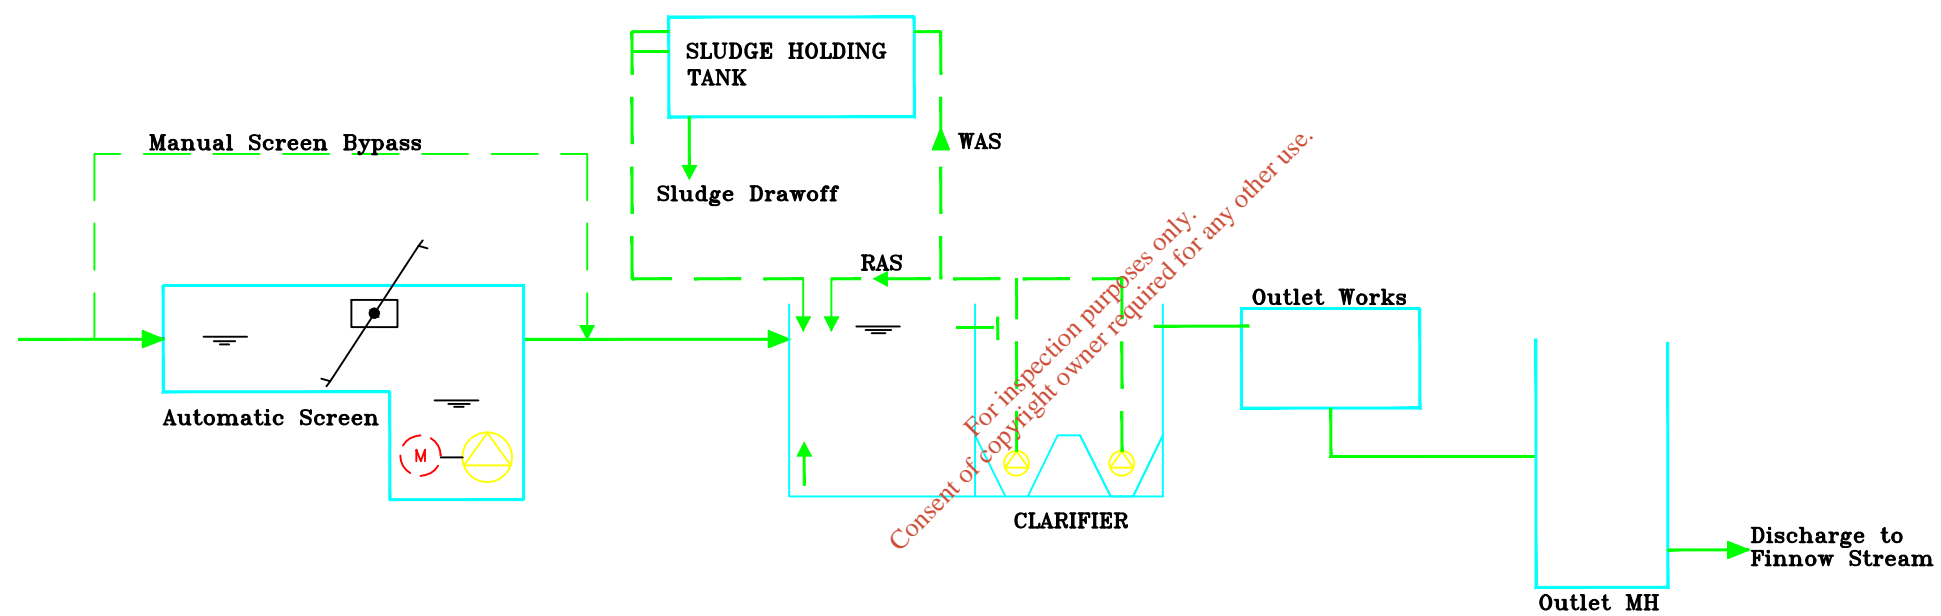 SLUDGE HOLDING
TANK
Manual Screen Bypass
WAS
Sludge Drawoff
RAS
Outlet Works
Automatic Screen
M
CLARIFIER
For inspection purposes only.
Consent of copyright owner required for any other use.
Discharge to
Finnow Stream
Outlet MH